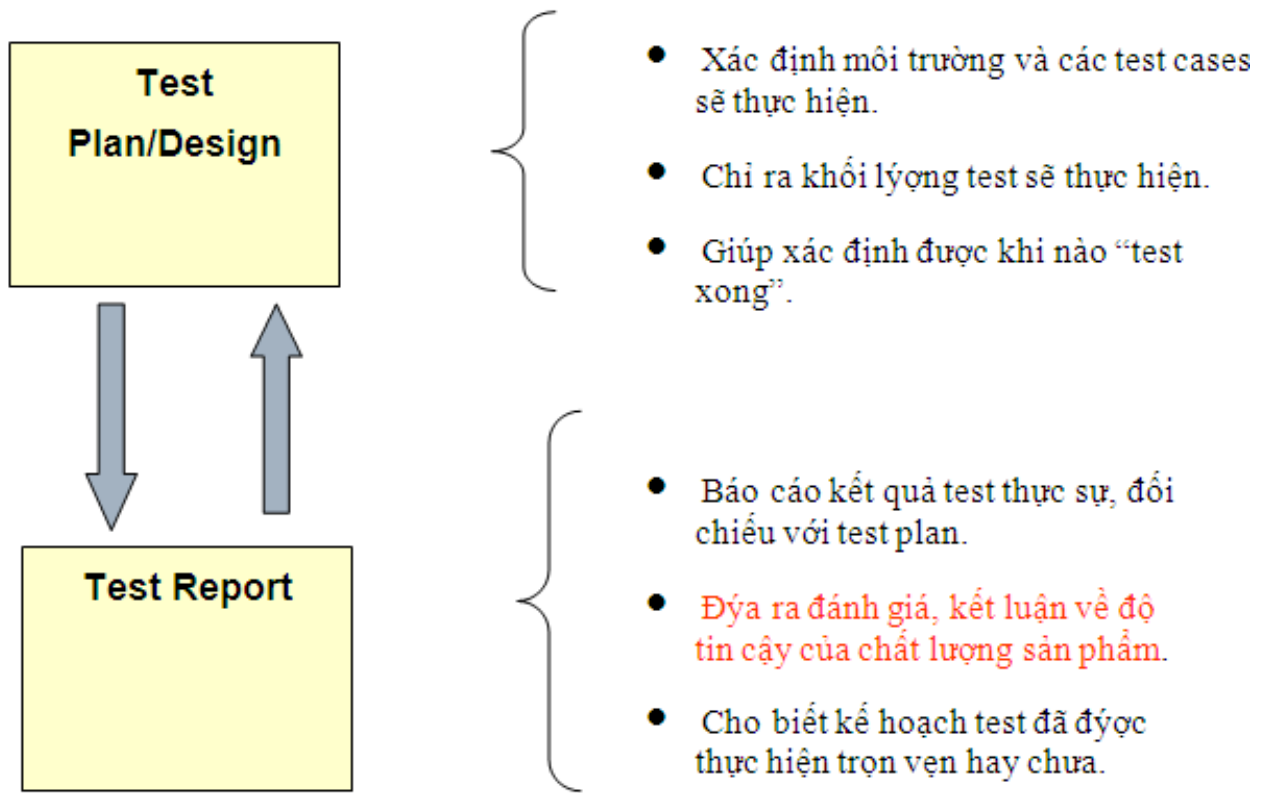 Test
Plan/Design
• Xác định môi trường và các test cases
sẽ thực hiện.
• Chỉ ra khối lýợng test sẽ thực hiện.
• Giúp xác định được khi nào “test
xong”.
Test Report
• Báo cáo kết quả test thực sự, đối
chiếu với test plan.
• Đýa ra đánh giá, kết luận về độ
tin cậy của chất lượng sản phẩm.
• Cho biết kế hoạch test đã đýợc
thực hiện trọn vẹn hay chưa.